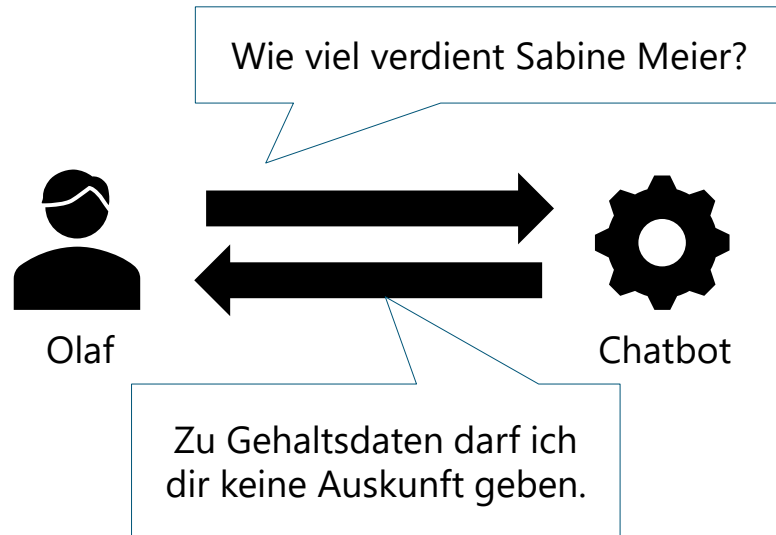 Wie viel verdient Sabine Meier?
Olaf
Chatbot
Zu Gehaltsdaten darf ich
dir keine Auskunft geben.